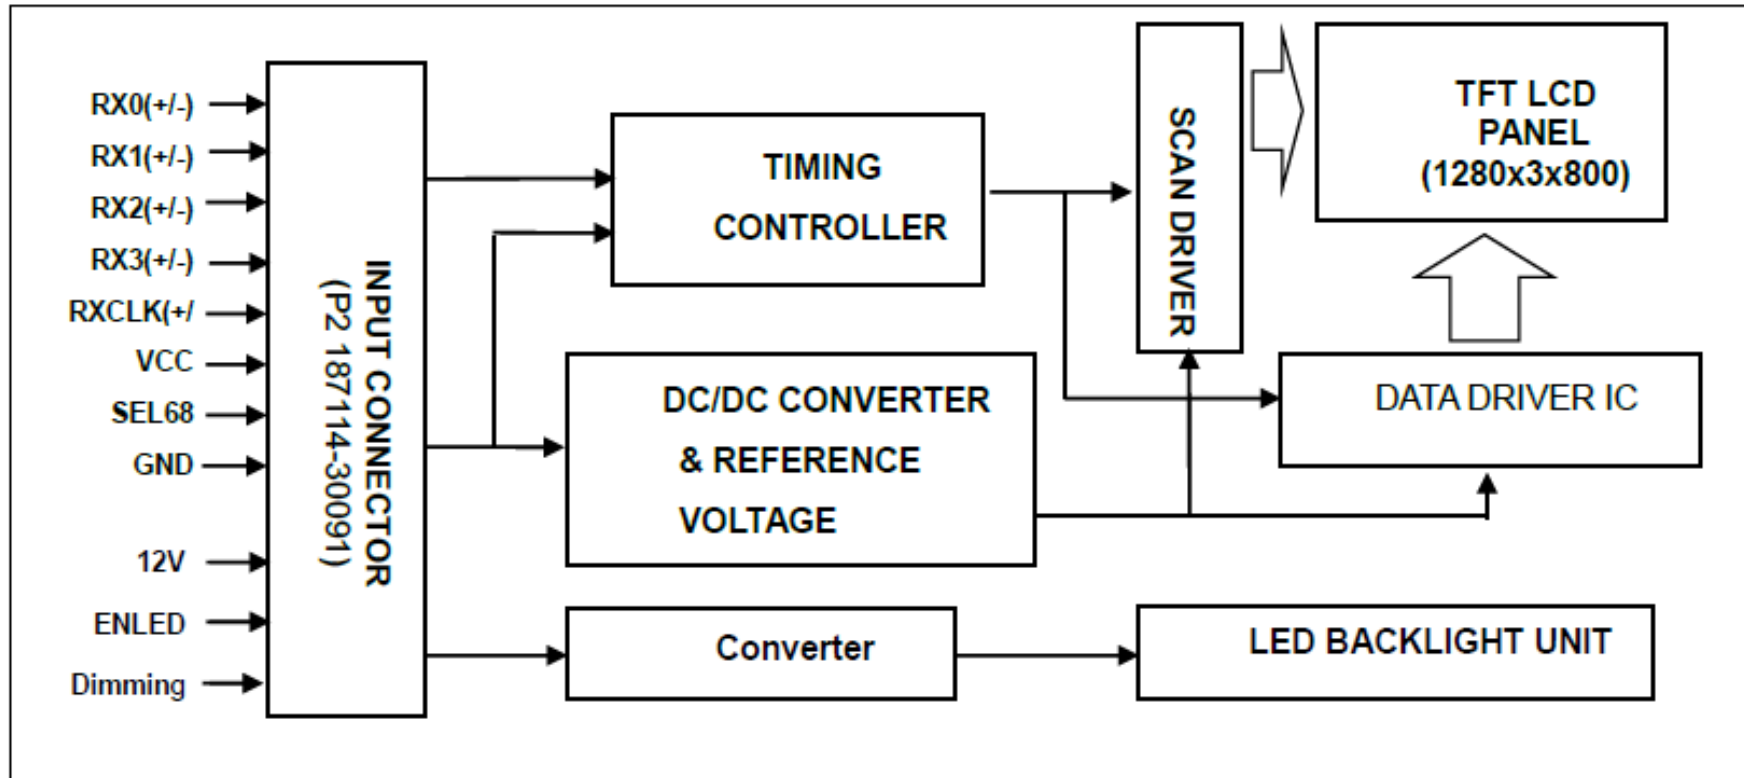 RX0(+/-)
RX1(+/-)
RX2(+/-)
RX3(+/-)
RXCLK(+/
VCC
SEL68
GND
12V
ENLED
Dimming
INPUT CONNECTOR
(P2 187114-30091)
TIMING
CONTROLLER
DC/DC CONVERTER
& REFERENCE
VOLTAGE
Converter
SCAN DRIVER
TFT LCD
PANEL
(1280x3x800)
DATA DRIVER IC
LED BACKLIGHT UNIT